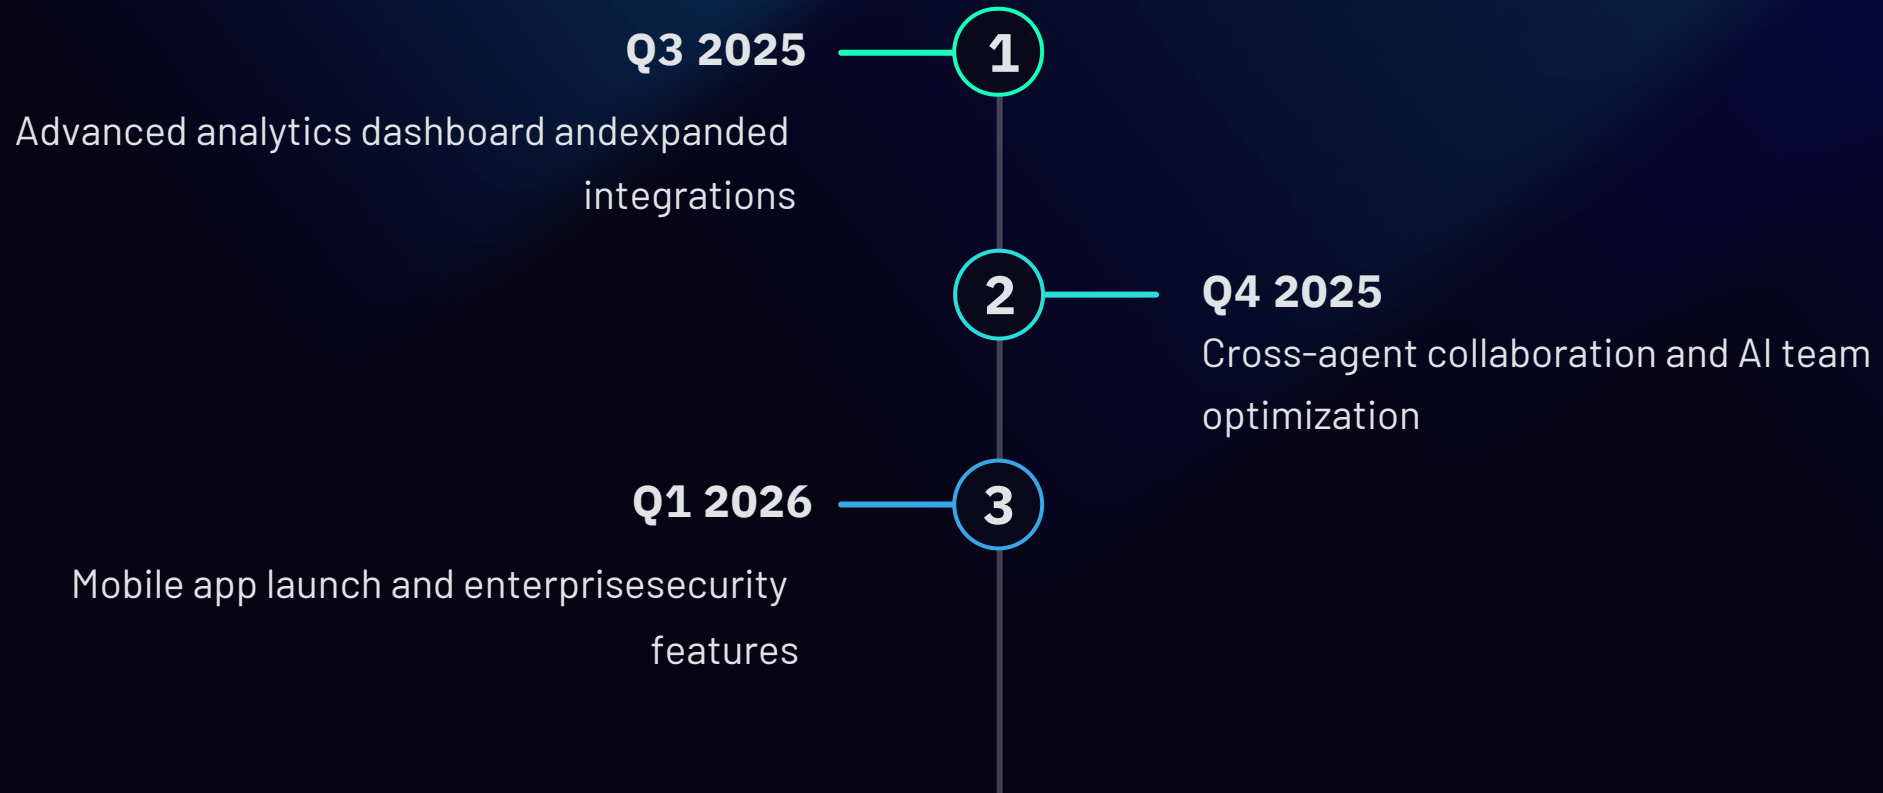 Q3 2025
1
Advanced analytics dashboard andexpanded
integrations
2
Q4 2025
Cross-agent collaboration and AI team
optimization
Q1 2026
3
Mobile app launch and enterprisesecurity
features